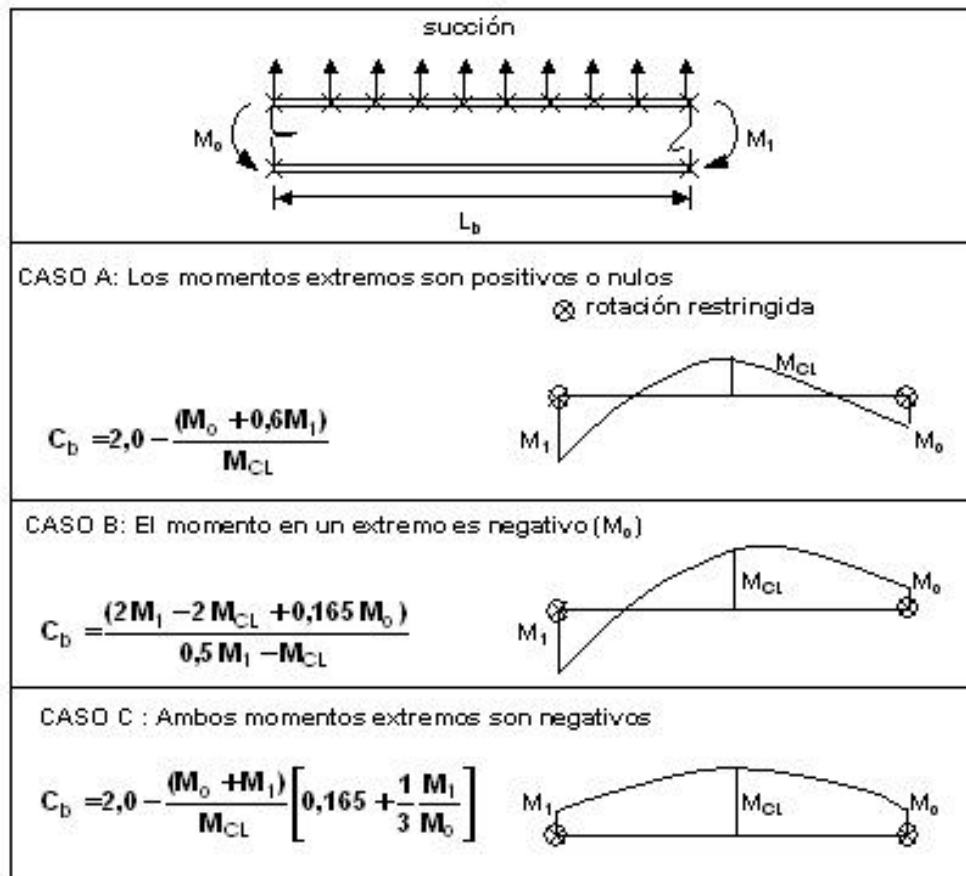 succión
M₀
M₁
L_b
CASO A: Los momentos extremos son positivos o nulos
⊗ rotación restringida
C_b =2,0 − (M₀ +0,6M₁) / M_CL
M_CL
M₁
M₀
CASO B: El momento en un extremo es negativo (M₀)
C_b = (2M₁ − 2M_CL + 0,165M₀) / 0,5M₁ − M_CL
M_CL
M₀
M₁
CASO C : Ambos momentos extremos son negativos
C_b =2,0 − (M₀ +M₁) / M_CL [0,165 + 1/3 M₁/M₀]
M₁
M_CL
M₀